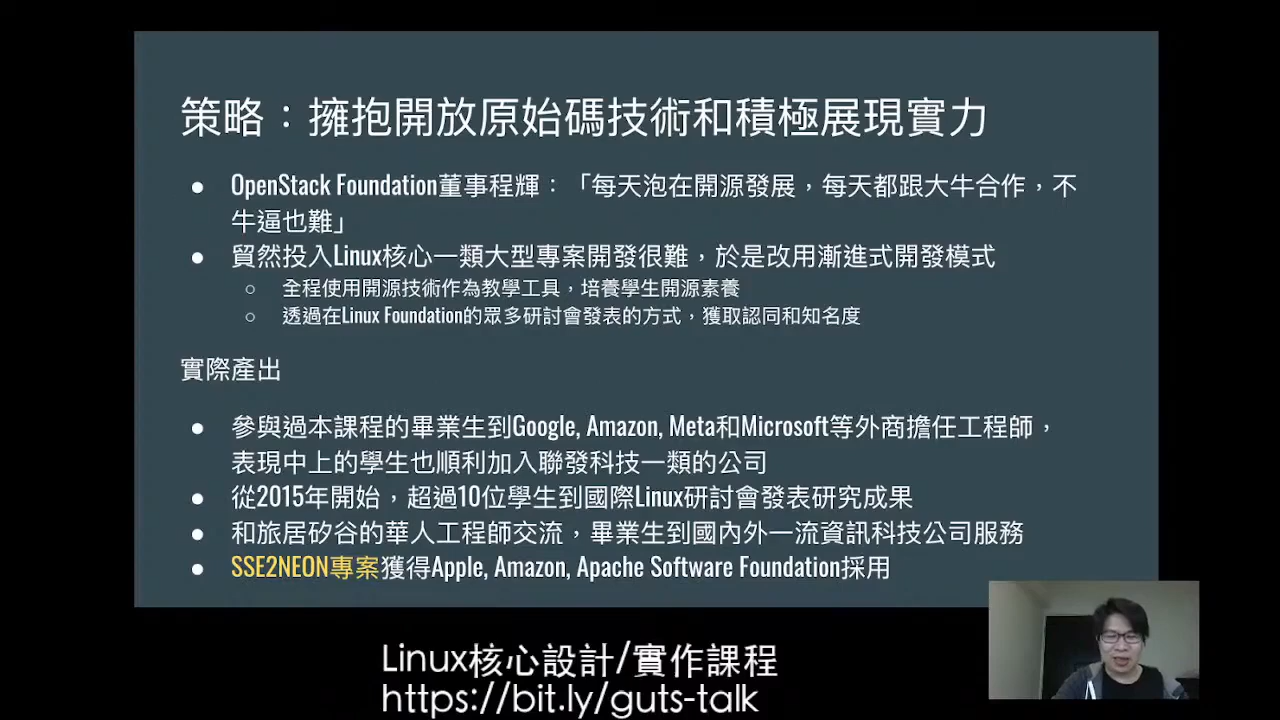 策略：擁抱開放原始碼技術和積極展現實力
● OpenStack Foundation董事程輝：「每天泡在開源發展，每天都跟大牛合作，不
牛逼也難」
● 貿然投入Linux核心一類大型專案開發很難，於是改用漸進式開發模式
○ 全程使用開源技術作為教學工具，培養學生開源素養
○ 透過在Linux Foundation的眾多研討會發表的方式，獲取認同和知名度
實際產出
● 參與過本課程的畢業生到Google, Amazon, Meta和Microsoft等外商擔任工程師，
表現中上的學生也順利加入聯發科技一類的公司
● 從2015年開始，超過10位學生到國際Linux研討會發表研究成果
● 和旅居矽谷的華人工程師交流，畢業生到國內外一流資訊科技公司服務
● SSE2NEON專案獲得Apple, Amazon, Apache Software Foundation採用
Linux核心設計/實作課程
https://bit.ly/guts-talk